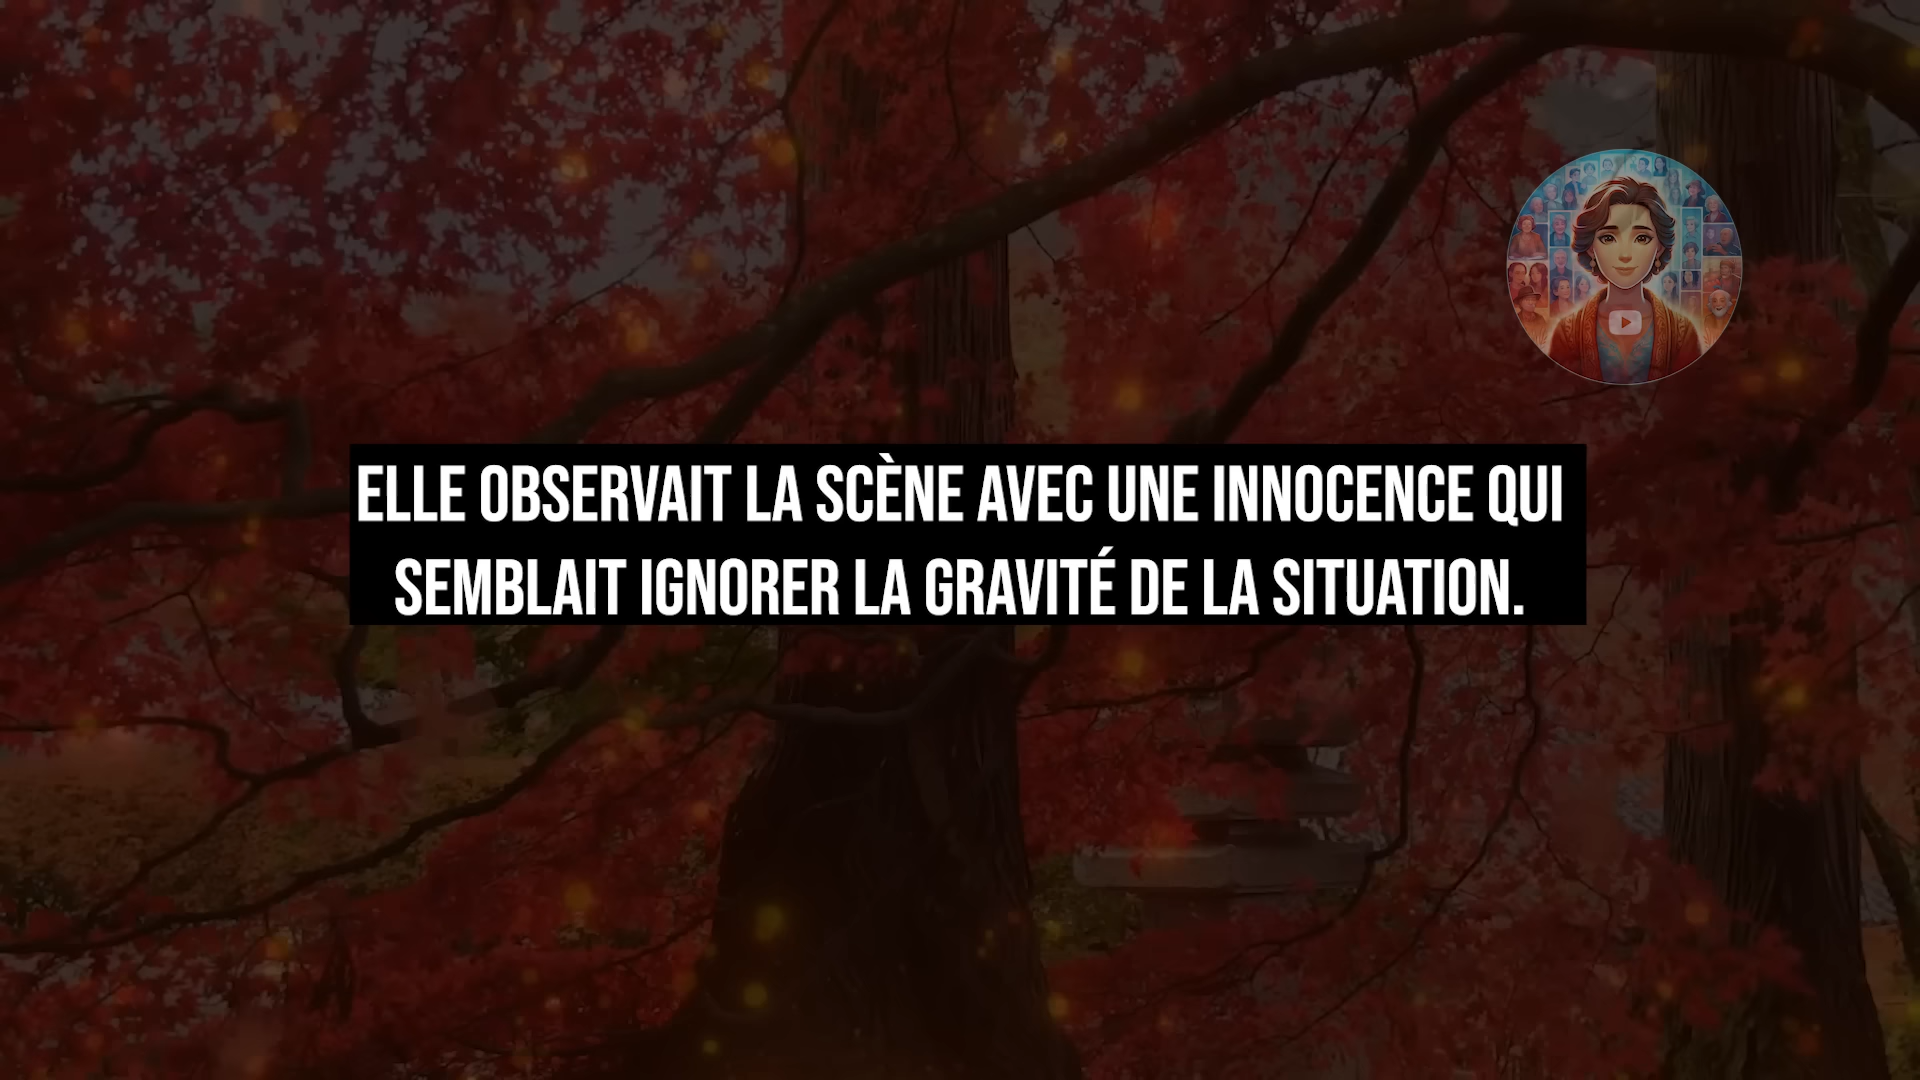 ELLE OBSERVAIT LA SCÈNE AVEC UNE INNOCENCE QUI
SEMBLAIT IGNORER LA GRAVITÉ DE LA SITUATION.